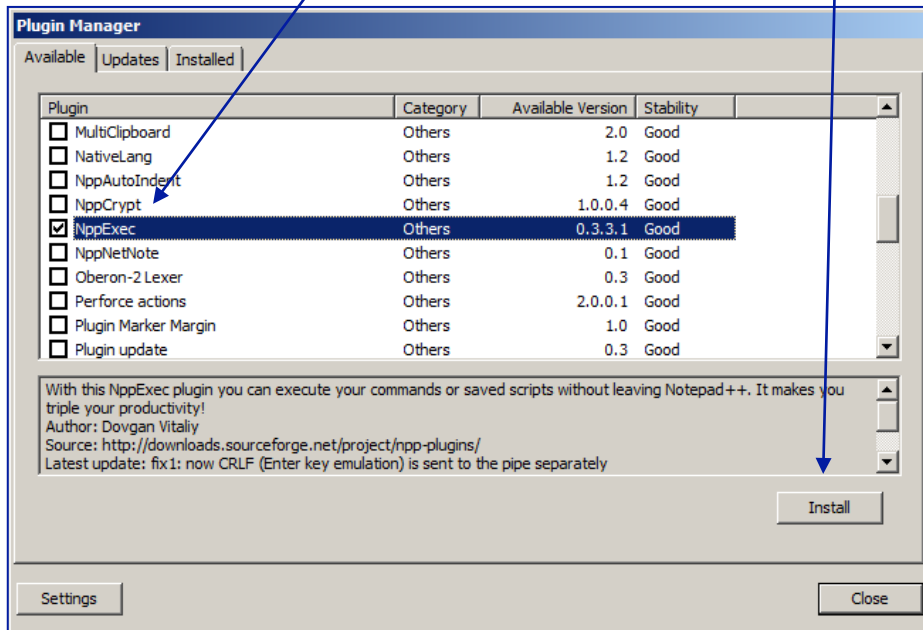 Plugin Manager
Available Updates Installed
Plugin Category Available Version Stability
MultiClipboard Others 2.0 Good
NativeLang Others 1.2 Good
NppAutoIndent Others 1.2 Good
NppCrypt Others 1.0.0.4 Good
NppExec Others 0.3.3.1 Good
NppNetNote Others 0.1 Good
Oberon-2 Lexer Others 0.3 Good
Perforce actions Others 2.0.0.1 Good
Plugin Marker Margin Others 1.0 Good
Plugin update Others 0.3 Good
With this NppExec plugin you can execute your commands or saved scripts without leaving Notepad++. It makes you
triple your productivity!
Author: Dovgan Vitaliy
Source: http://downloads.sourceforge.net/project/npp-plugins/
Latest update: fix1: now CRLF (Enter key emulation) is sent to the pipe separately
Install
Settings Close